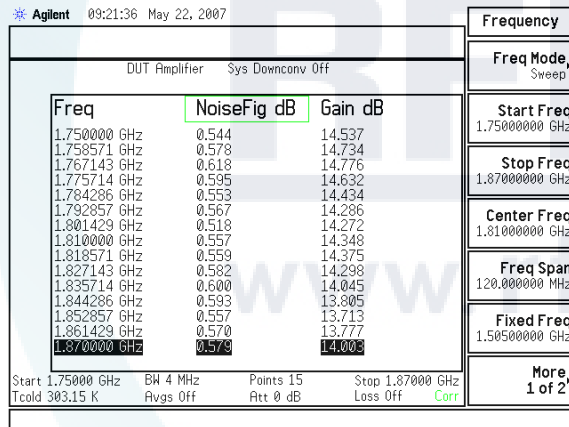 Agilent 09:21:36 May 22, 2007
DUT Amplifier Sys Downconv Off
Freq NoiseFig dB Gain dB
1.750000 GHz 0.544 14.537
1.758571 GHz 0.578 14.734
1.767143 GHz 0.618 14.776
1.775714 GHz 0.595 14.632
1.784286 GHz 0.553 14.434
1.792857 GHz 0.567 14.286
1.801429 GHz 0.518 14.272
1.810000 GHz 0.557 14.348
1.818571 GHz 0.559 14.375
1.827143 GHz 0.582 14.298
1.835714 GHz 0.600 14.045
1.844286 GHz 0.593 13.805
1.852857 GHz 0.557 13.713
1.861429 GHz 0.570 13.777
1.870000 GHz 0.579 14.003
Start 1.75000 GHz BW 4 MHz Points 15 Stop 1.87000 GHz
Tcold 303.15 K Avgs Off Att 0 dB Loss Off Corr
Frequency
Freq Mode
Sweep
Start Freq
1.75000000 GHz
Stop Freq
1.87000000 GHz
Center Freq
1.81000000 GHz
Freq Span
120.000000 MHz
Fixed Freq
1.50500000 GHz
More
1 of 2
www.r